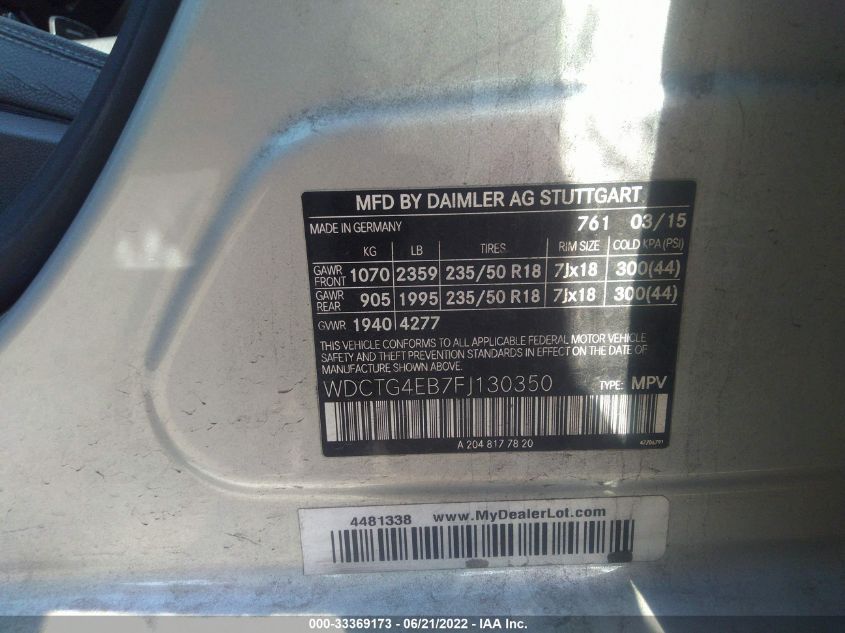 MFD BY DAIMLER AG STUTTGART
MADE IN GERMANY 761 03/15
KG LB TIRES RIM SIZE COLD KPA (PSI)
GAWR FRONT 1070 2359 235/50 R18 7Jx18 300(44)
GAWR REAR 905 1995 235/50 R18 7Jx18 300(44)
GVWR 1940 4277
THIS VEHICLE CONFORMS TO ALL APPLICABLE FEDERAL MOTOR VEHICLE
SAFETY AND THEFT PREVENTION STANDARDS IN EFFECT ON THE DATE OF
MANUFACTURE SHOWN ABOVE.
WDCTG4EB7FJ130350 TYPE: MPV
A 204 817 78 20
4481338 www.MyDealerLot.com
000-33369173 - 06/21/2022 - IAA Inc.